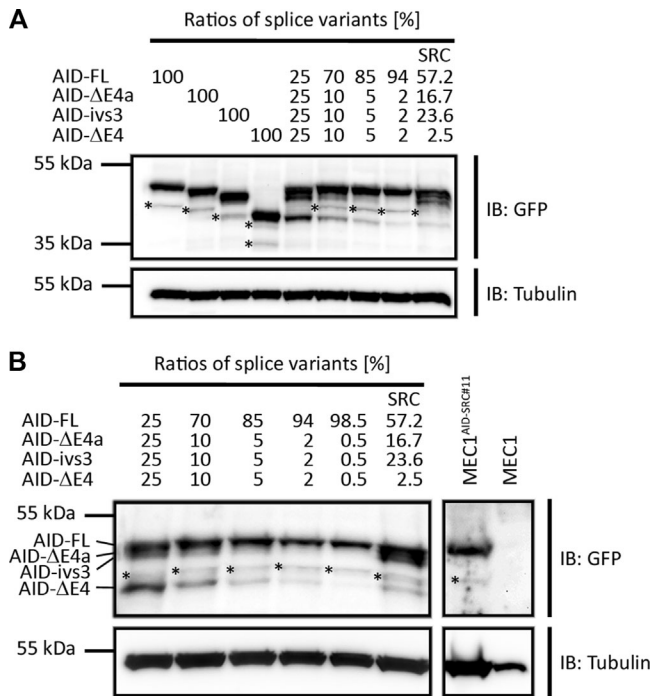 A
Ratios of splice variants [%]
SRC
AID-FL 100 25 70 85 94 57.2
AID-ΔE4a 100 25 10 5 2 16.7
AID-ivs3 100 25 10 5 2 23.6
AID-ΔE4 100 25 10 5 2 2.5
55 kDa
* * * * * * * * *
35 kDa
IB: GFP
55 kDa
IB: Tubulin
B
Ratios of splice variants [%]
SRC
AID-FL 25 70 85 94 98.5 57.2
AID-ΔE4a 25 10 5 2 0.5 16.7
AID-ivs3 25 10 5 2 0.5 23.6
AID-ΔE4 25 10 5 2 0.5 2.5
MEC1AID-SRC#11
MEC1
55 kDa
AID-FL
AID-ΔE4a
AID-ivs3
AID-ΔE4
* * * * * * *
IB: GFP
55 kDa
IB: Tubulin